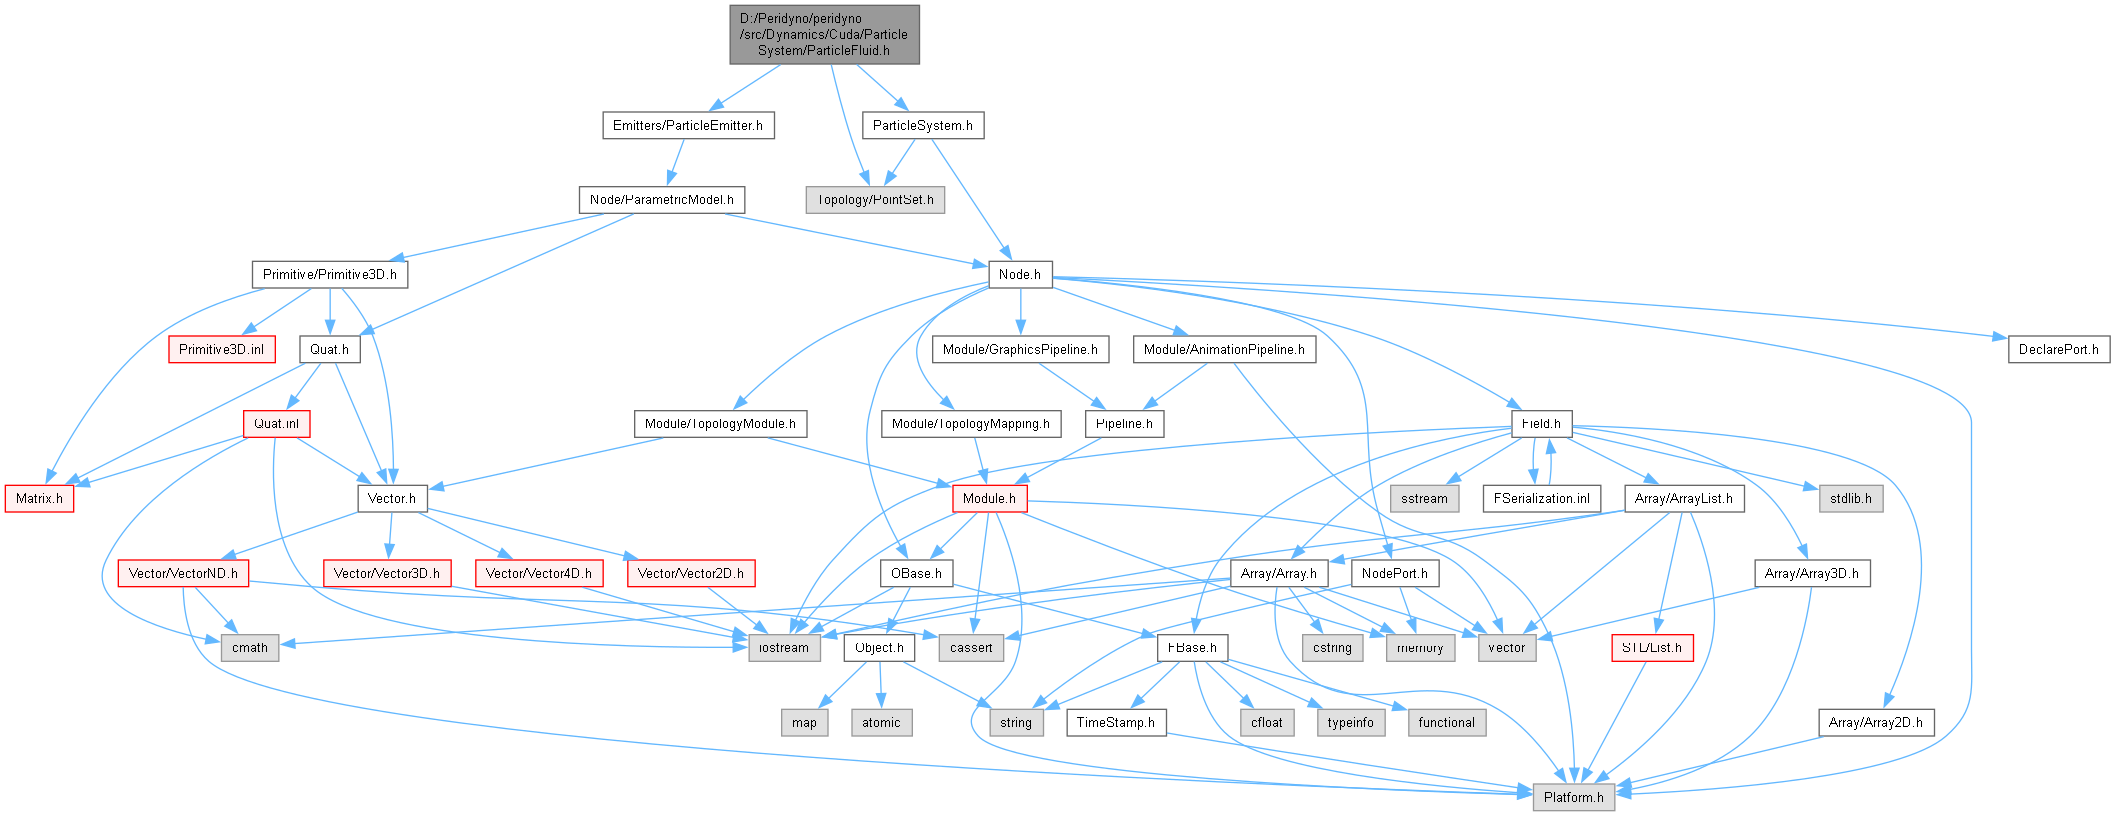 D:/Peridyno/peridyno
/src/Dynamics/Cuda/Particle
System/ParticleFluid.h
Emitters/ParticleEmitter.h
ParticleSystem.h
Node/ParametricModel.h
Topology/PointSet.h
Primitive/Primitive3D.h
Node.h
Primitive3D.inl
Quat.h
Module/GraphicsPipeline.h
Module/AnimationPipeline.h
DeclarePort.h
Quat.inl
Module/TopologyModule.h
Module/TopologyMapping.h
Pipeline.h
Field.h
Matrix.h
Vector.h
Module.h
sstream
FSerialization.inl
Array/ArrayList.h
stdlib.h
Vector/VectorND.h
Vector/Vector3D.h
Vector/Vector4D.h
Vector/Vector2D.h
OBase.h
Array/Array.h
NodePort.h
Array/Array3D.h
cmath
iostream
Object.h
cassert
FBase.h
cstring
memory
vector
STL/List.h
map
atomic
string
TimeStamp.h
cfloat
typeinfo
functional
Array/Array2D.h
Platform.h